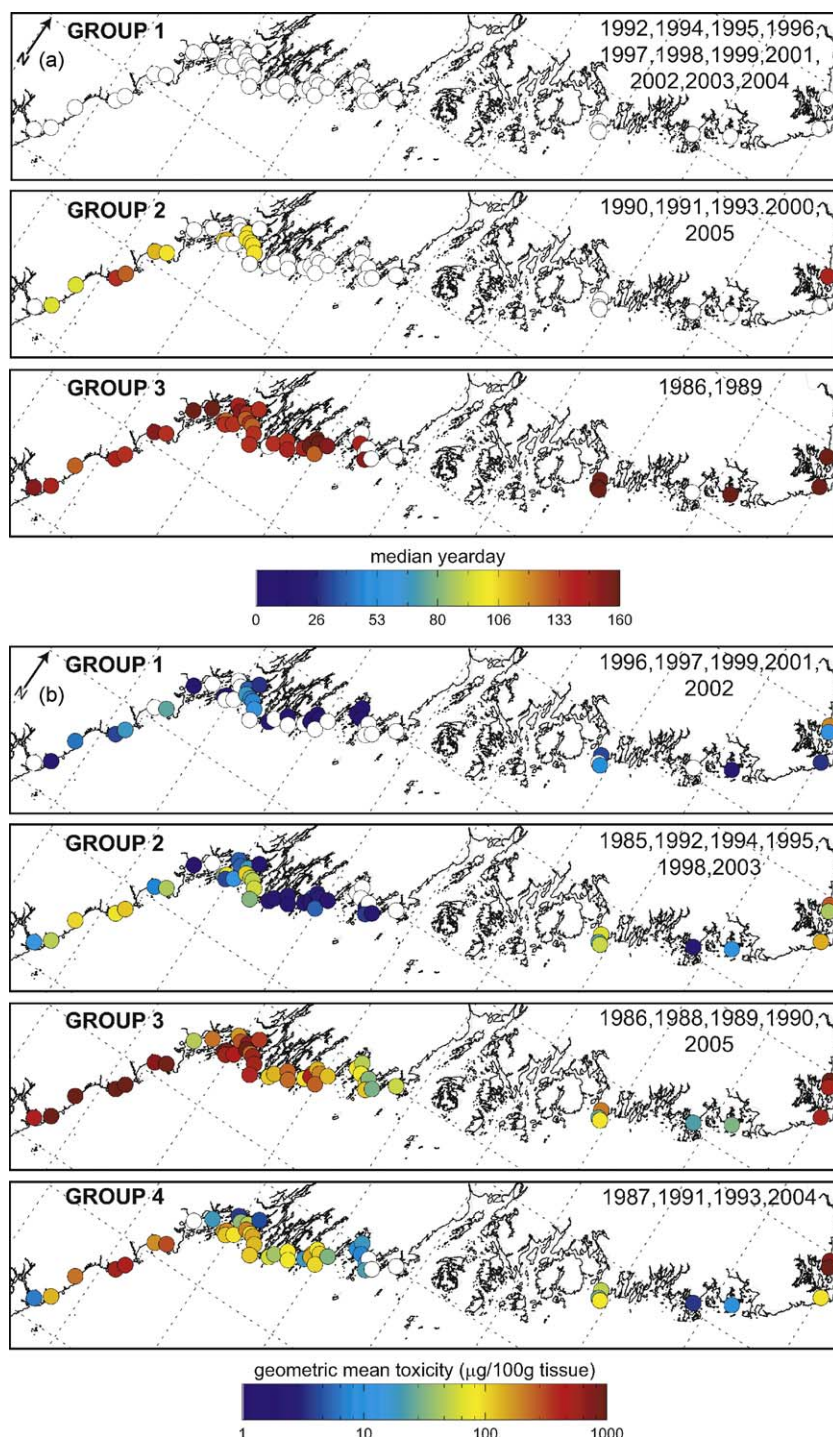 GROUP 1
1992,1994,1995,1996,
N
(a)
1997,1998,1999,2001,
2002,2003,2004
GROUP 2
1990,1991,1993.2000,
2005
GROUP 3
1986,1989
median yearday
0 26 53 80 106 133 160
GROUP 1
1996,1997,1999,2001,
N
(b)
2002
GROUP 2
1985,1992,1994,1995,
1998,2003
GROUP 3
1986,1988,1989,1990,
2005
GROUP 4
1987,1991,1993,2004
geometric mean toxicity (μg/100g tissue)
1 10 100 1000